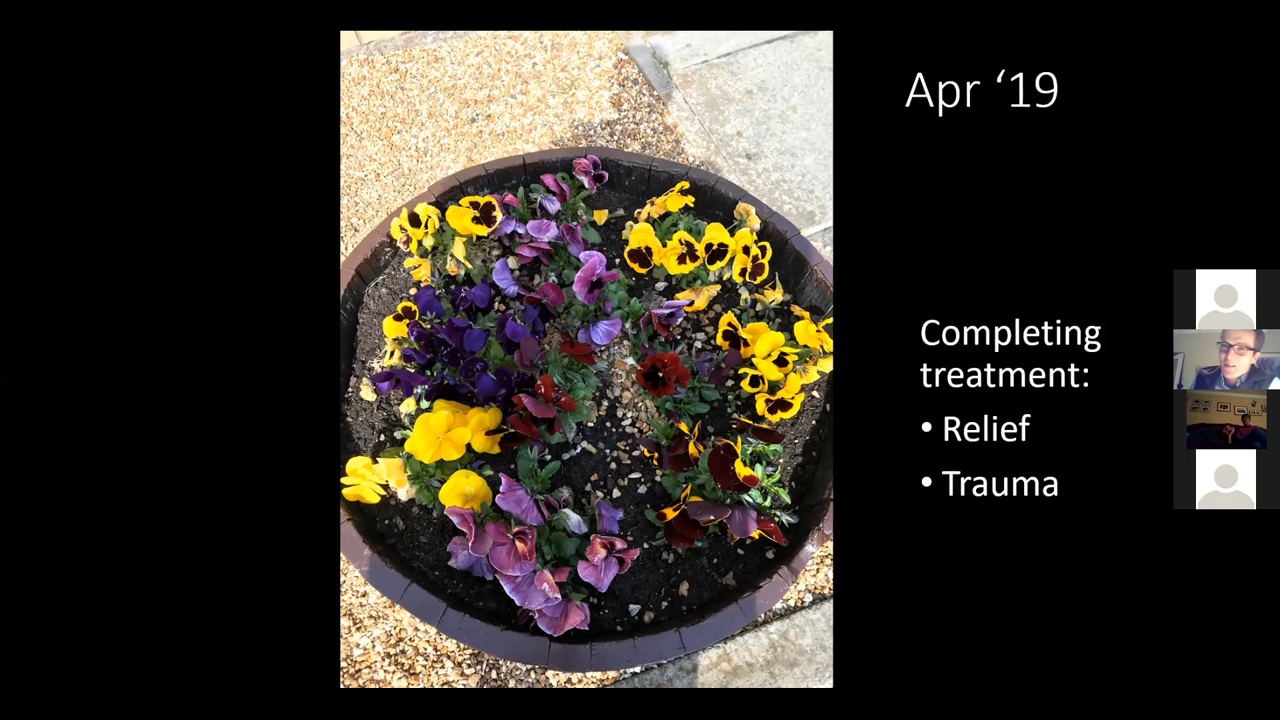 Apr ‘19
Completing
treatment:
• Relief
• Trauma